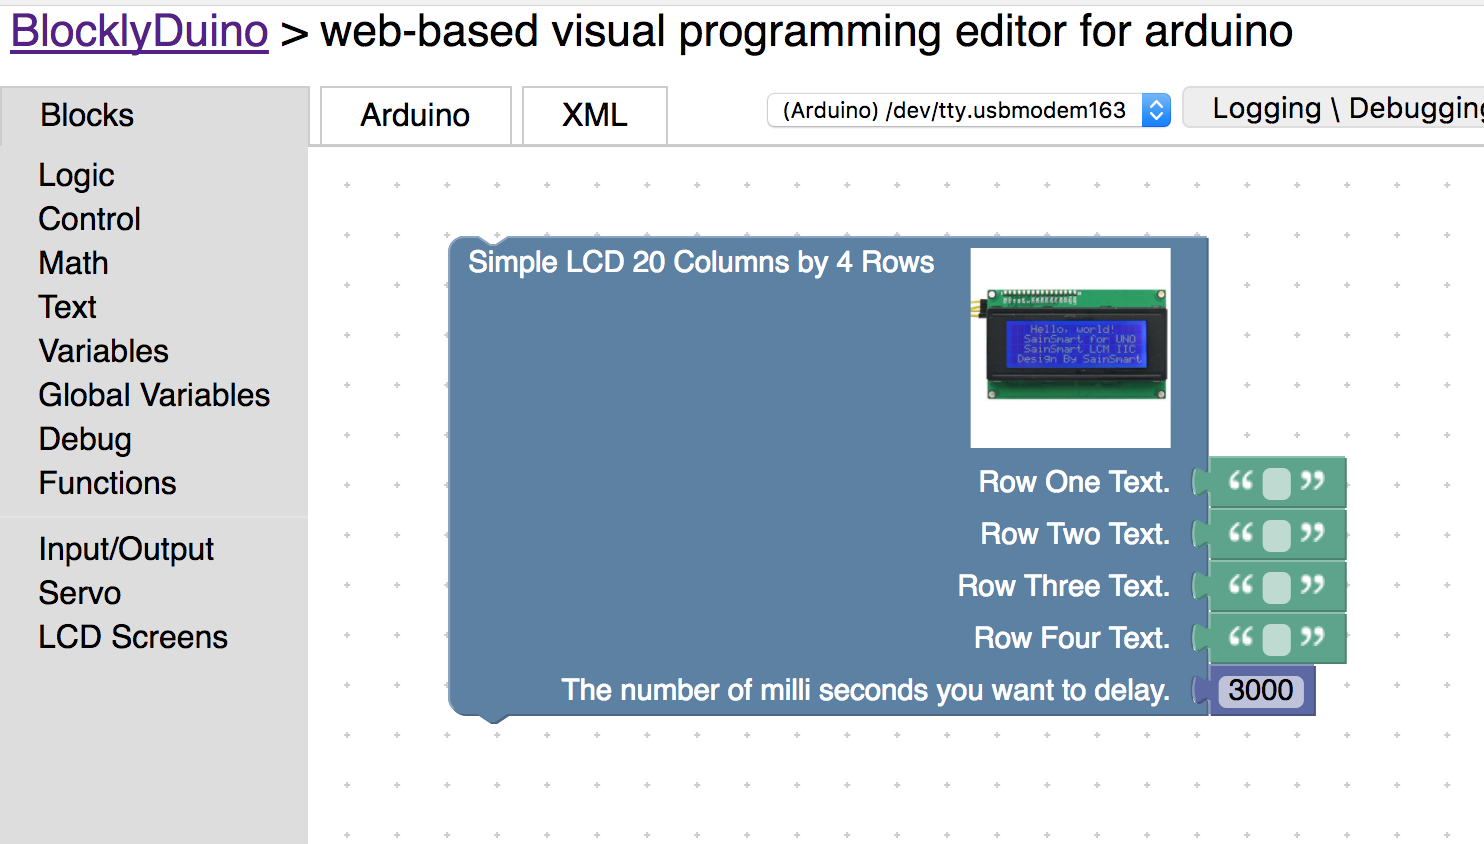 BlocklyDuino > web-based visual programming editor for arduino
Blocks
Arduino
XML
(Arduino) /dev/tty.usbmodem163
Logging \ Debugging
Logic
Control
Math
Text
Variables
Global Variables
Debug
Functions
Input/Output
Servo
LCD Screens
Simple LCD 20 Columns by 4 Rows
Hello, world!
SainSmart for UNO
SainSmart LCM IIC
Design By SainSmart
Row One Text. “ ”
Row Two Text. “ ”
Row Three Text. “ ”
Row Four Text. “ ”
The number of milli seconds you want to delay. 3000